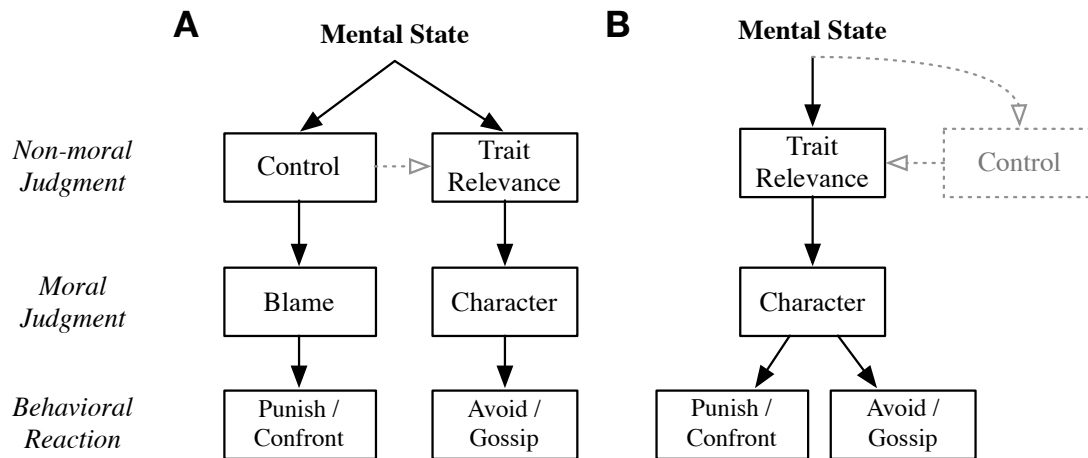 A
Mental State
B
Mental State
Non-moral
Judgment
Control
Trait
Relevance
Trait
Relevance
Control
Moral
Judgment
Blame
Character
Character
Behavioral
Reaction
Punish /
Confront
Avoid /
Gossip
Punish /
Confront
Avoid /
Gossip